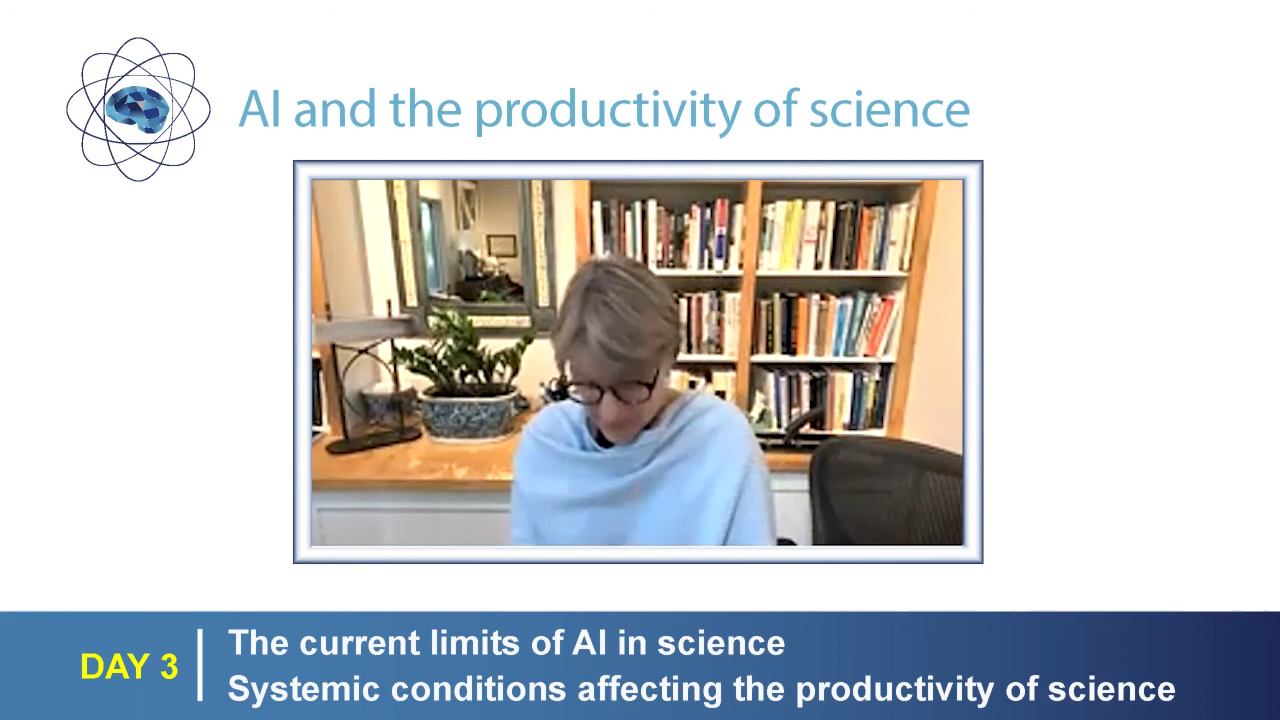 AI and the productivity of science
DAY 3
The current limits of AI in science
Systemic conditions affecting the productivity of science